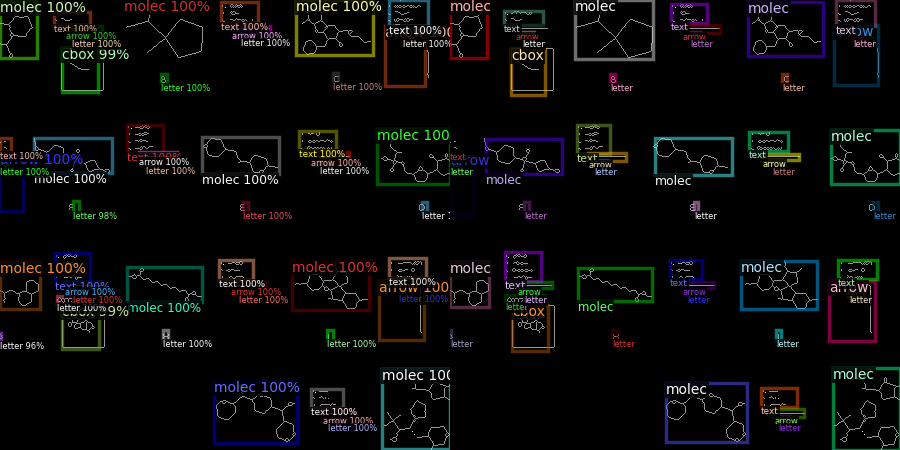 molec 100%
text 100%
arrow 100%
letter 100%
cbox 99%
molec 100%
letter 100%
text 100%
arrow 100%
letter 100%
molec 100%
letter 100%
text 100%
letter 100%
molec
text
arrow
letter
cbox
molec
letter
text
arrow
letter
molec
letter
text
text 100%
arrow 100%
letter 100%
molec 100%
letter 98%
text 100%
arrow 100%
letter 100%
molec 100%
letter 100%
text 100%
arrow 100%
letter 100%
molec 100
letter
text
molec
letter
text
arrow
letter
molec
letter
text
arrow
letter
molec
letter
molec 100%
text 100%
arrow 100%
letter 100%
letter 100%
cbox 99%
letter 96%
molec 100%
letter 100%
text 100%
arrow 100%
letter 100%
molec 100%
letter 100%
text 100%
arrow 100%
molec
letter
text
arrow
letter
cbox
molec
letter
text
arrow
letter
molec
letter
text
arrow
letter
molec 100%
text 100%
arrow 100%
letter 100%
molec 100
molec
text
arrow
letter
molec